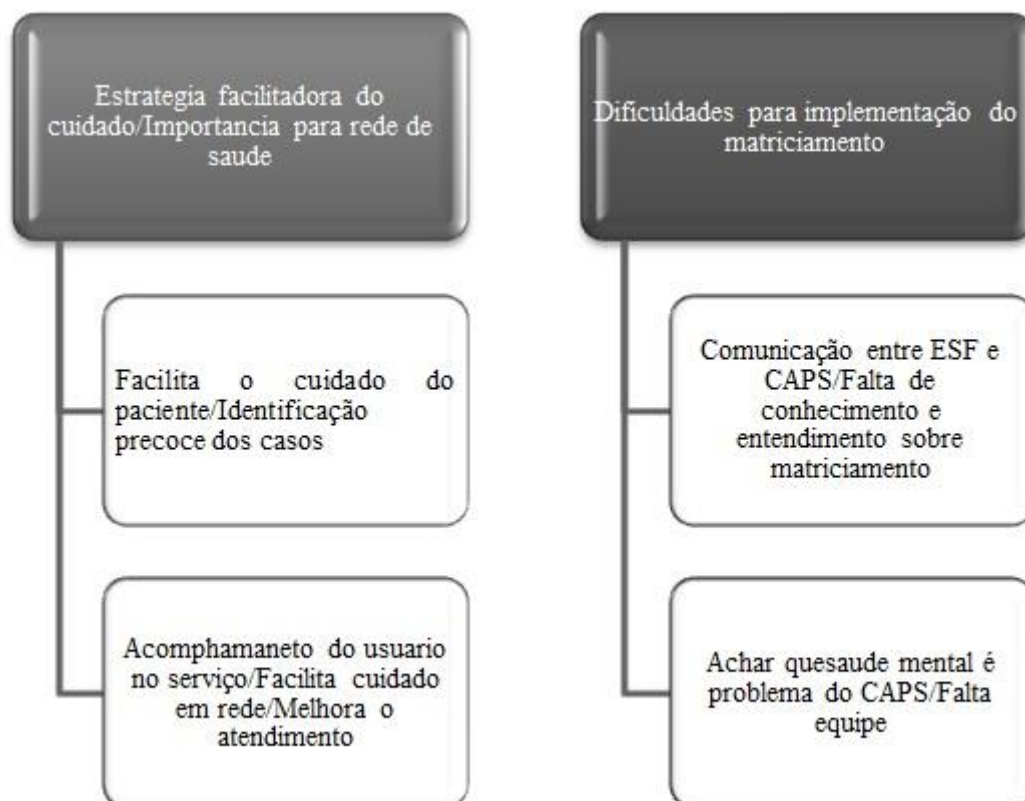 Estrategia facilitadora do
cuidado/Importancia para rede de
saude
Facilita o cuidado do
paciente/Identificação
precoce dos casos
Acomphamaneto do usuario
no serviço/Facilita cuidado
em rede/Melhora o
atendimento
Dificuldades para implementação do
matriciamento
Comunicação entre ESF e
CAPS/Falta de
conhecimento e
entendimento sobre
matriciamento
Achar quesaude mental é
problema do CAPS/Falta
equipe